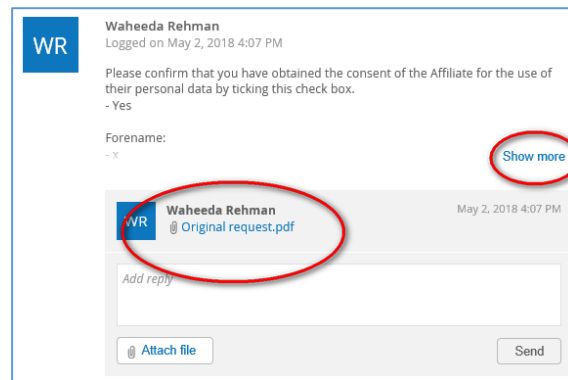 WR
Waheeda Rehman
Logged on May 2, 2018 4:07 PM
Please confirm that you have obtained the consent of the Affiliate for the use of
their personal data by ticking this check box.
- Yes
Forename:
- x
Show more
WR
Waheeda Rehman
May 2, 2018 4:07 PM
Original request.pdf
Add reply
Attach file
Send